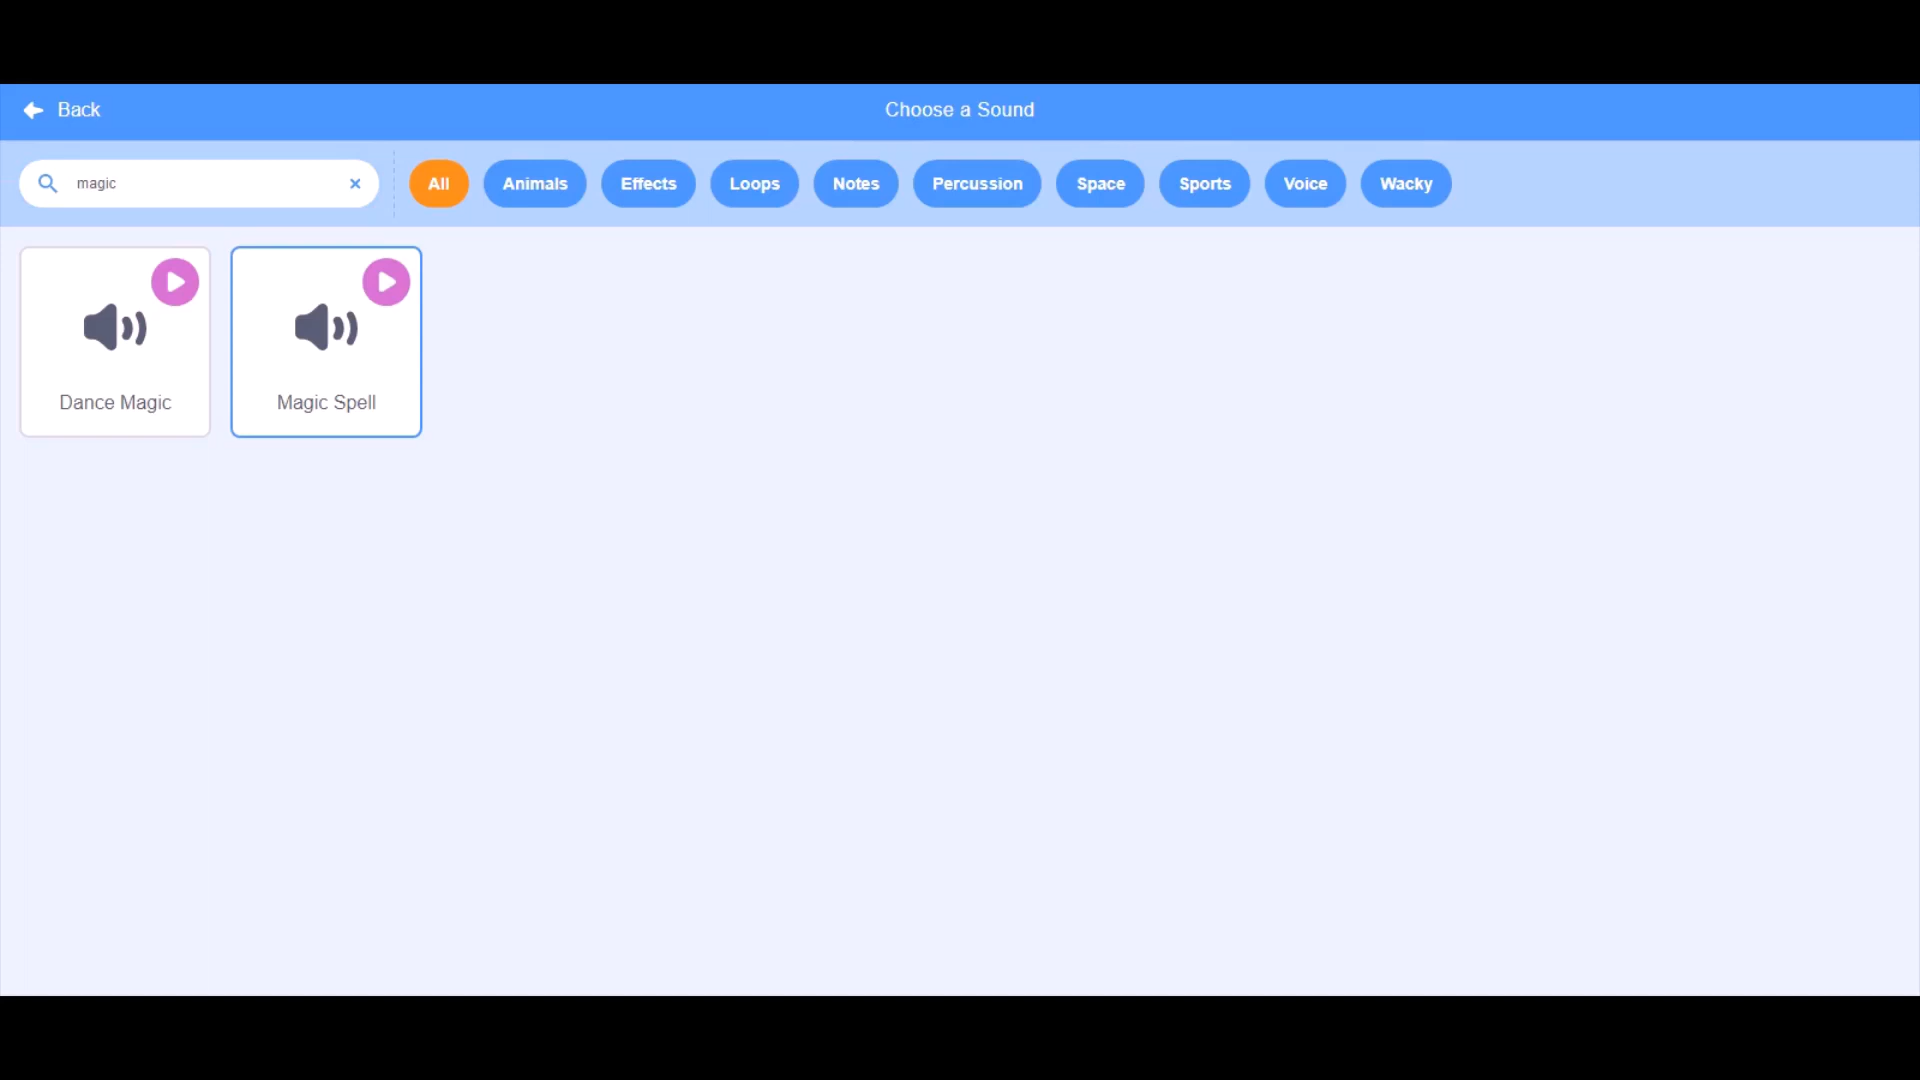 Back
Choose a Sound
magic
All
Animals
Effects
Loops
Notes
Percussion
Space
Sports
Voice
Wacky
Dance Magic
Magic Spell